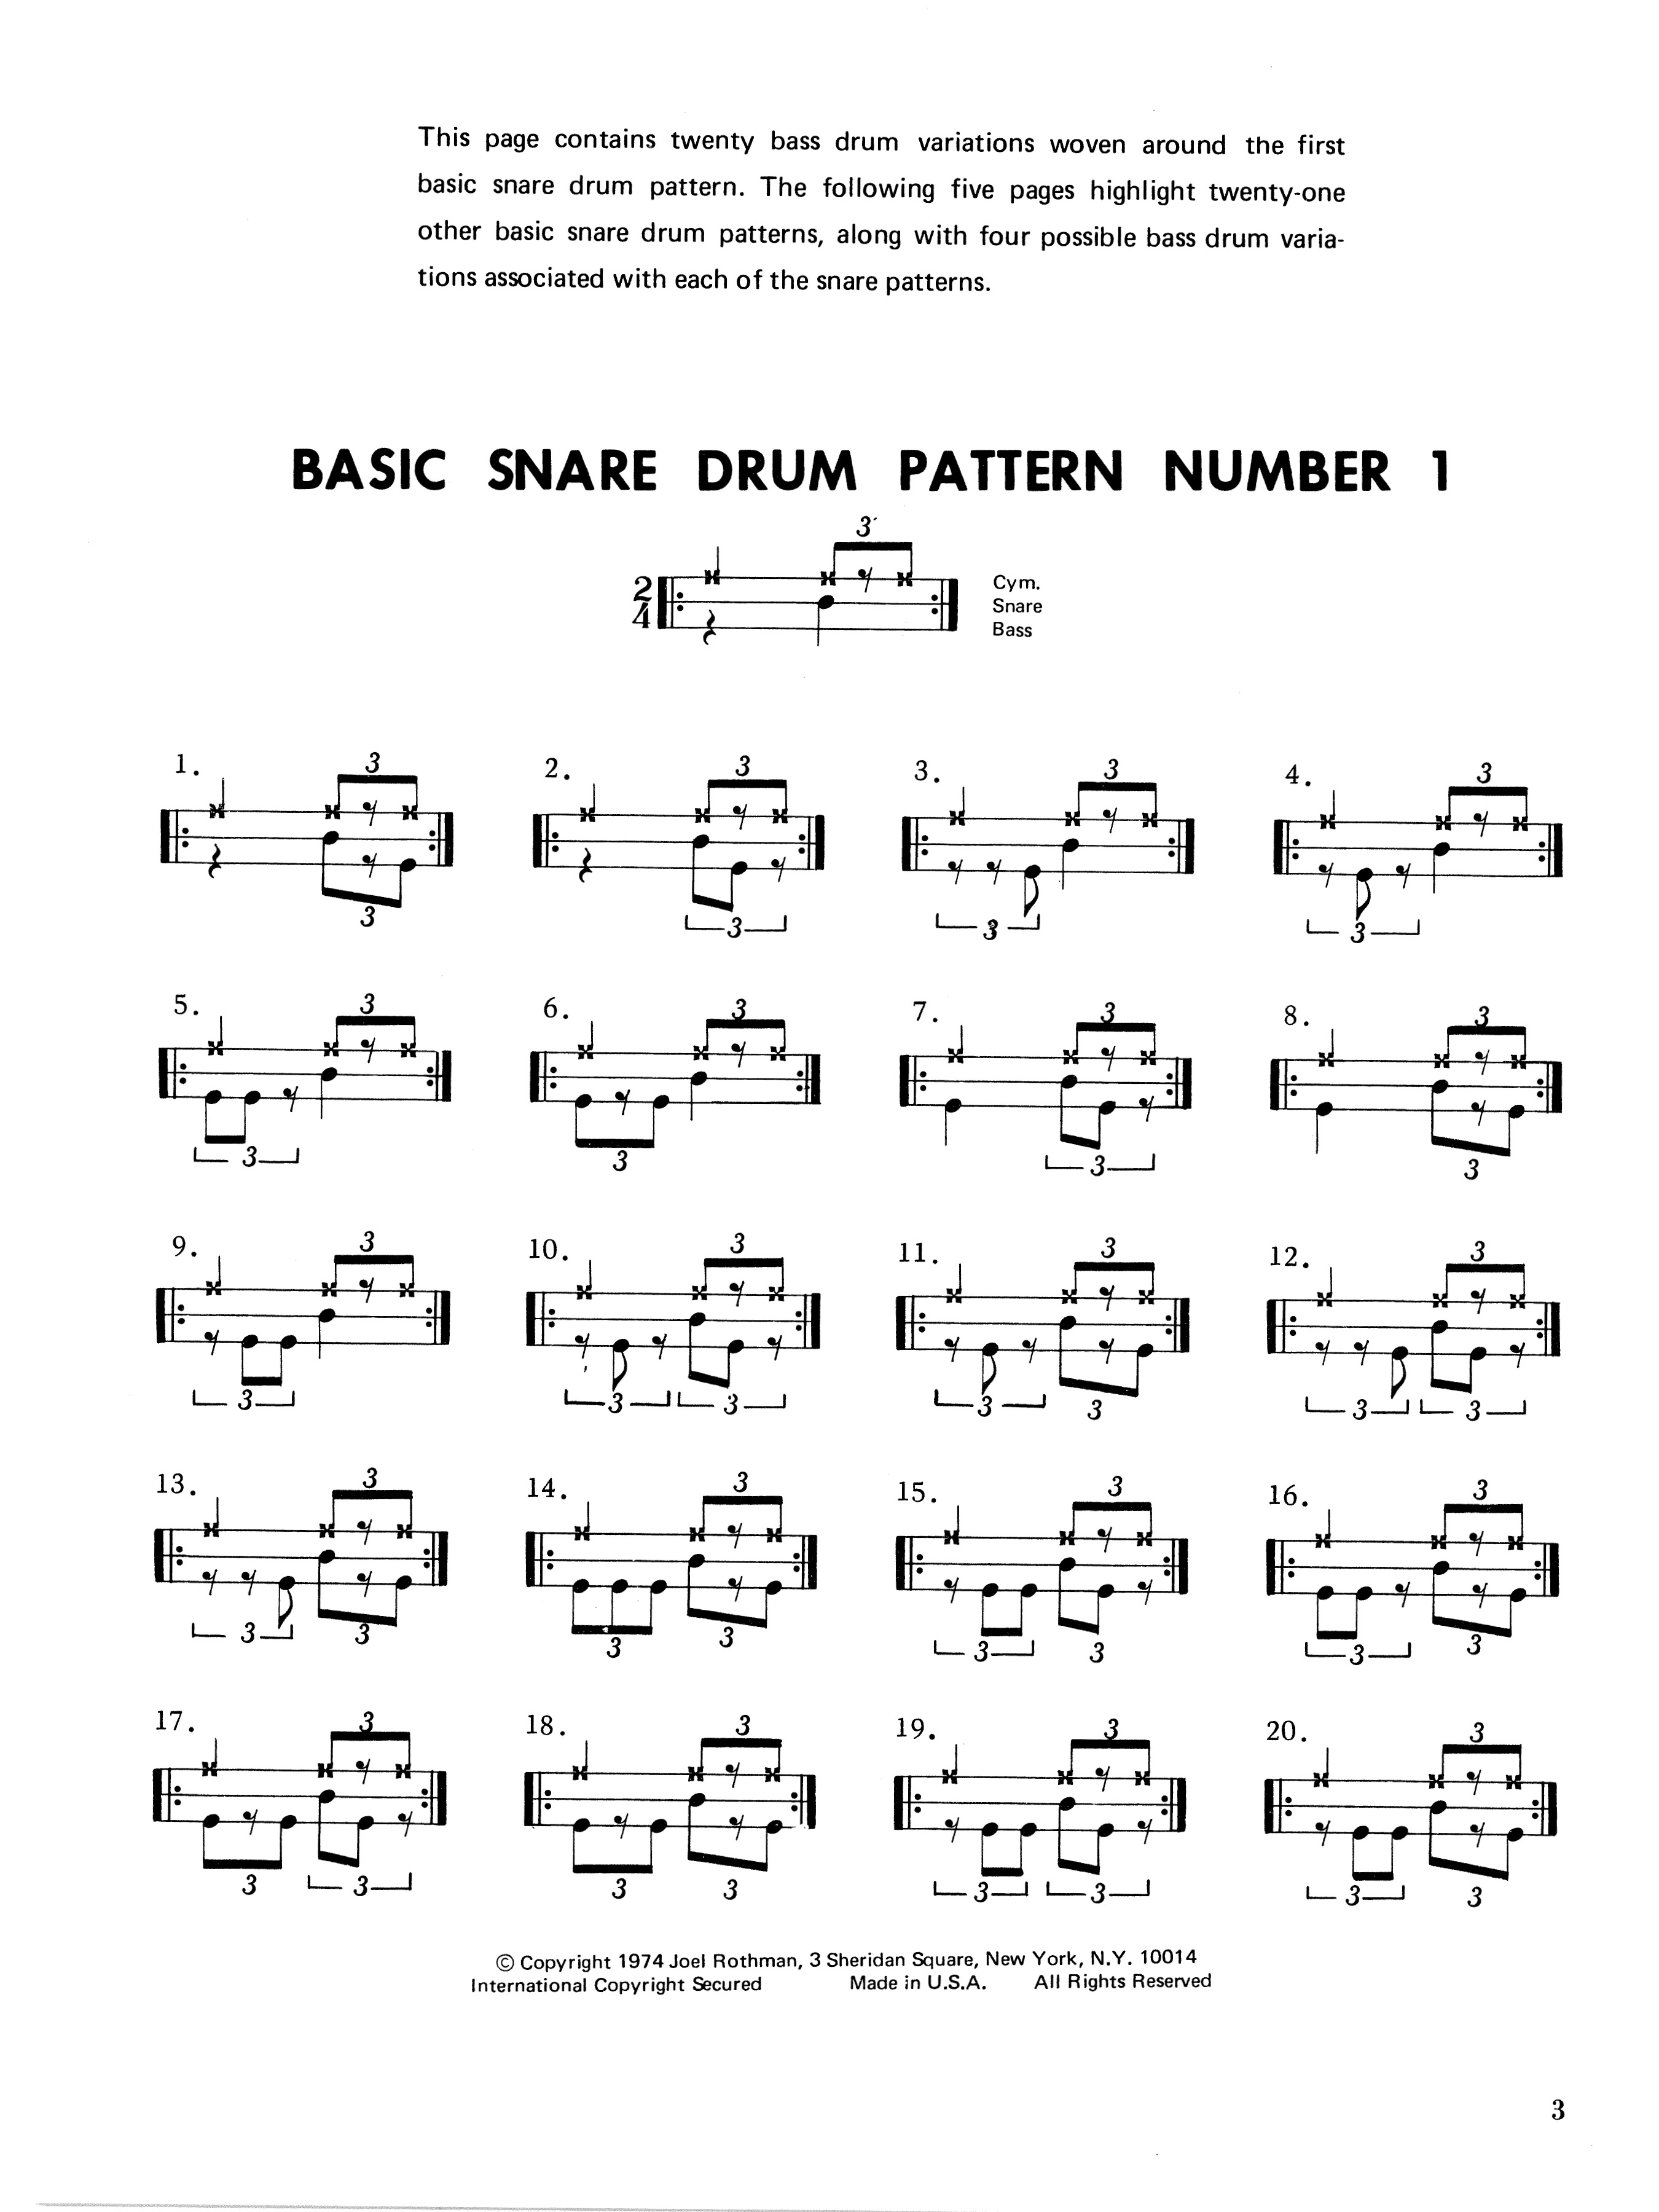 This page contains twenty bass drum variations woven around the first
basic snare drum pattern. The following five pages highlight twenty-one
other basic snare drum patterns, along with four possible bass drum varia-
tions associated with each of the snare patterns.
BASIC SNARE DRUM PATTERN NUMBER 1
3
2
4
Cym.
Snare
Bass
1. 2. 3. 4.
3 3 3 3
3 3 3 3
5. 6. 7. 8.
3 3 3 3
3 3 3 3
9. 10. 11. 12.
3 3 3 3
3 3 3 3 3 3 3
13. 14. 15. 16.
3 3 3 3
3 3 3 3 3 3 3 3
17. 18. 19. 20.
3 3 3 3
3 3 3 3 3 3 3 3
© Copyright 1974 Joel Rothman, 3 Sheridan Square, New York, N.Y. 10014
International Copyright Secured Made in U.S.A. All Rights Reserved
3